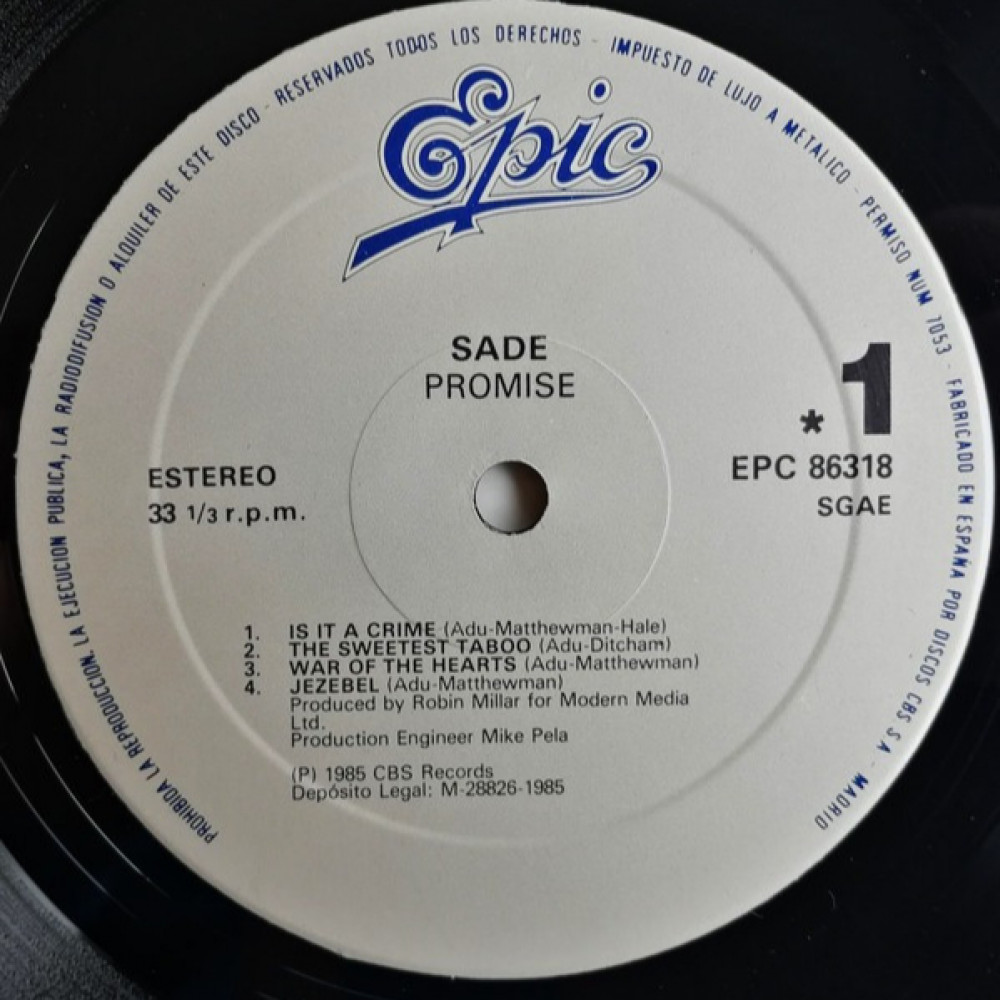 PROHIBIDA LA REPRODUCCION, LA EJECUCION PUBLICA, LA RADIODIFUSION O ALQUILER DE ESTE DISCO - RESERVADOS TODOS LOS DERECHOS - IMPUESTO DE LUJO A METALICO - PERMISO NUM 7053 - FABRICADO EN ESPAÑA POR DISCOS CBS S.A - MADRID
Epic
SADE
PROMISE
1
*
ESTEREO
EPC 86318
33 1/3 r.p.m.
SGAE
1. IS IT A CRIME (Adu-Matthewman-Hale)
2. THE SWEETEST TABOO (Adu-Ditcham)
3. WAR OF THE HEARTS (Adu-Matthewman)
4. JEZEBEL (Adu-Matthewman)
Produced by Robin Millar for Modern Media
Ltd.
Production Engineer Mike Pela
(P) 1985 CBS Records
Depósito Legal: M-28826-1985